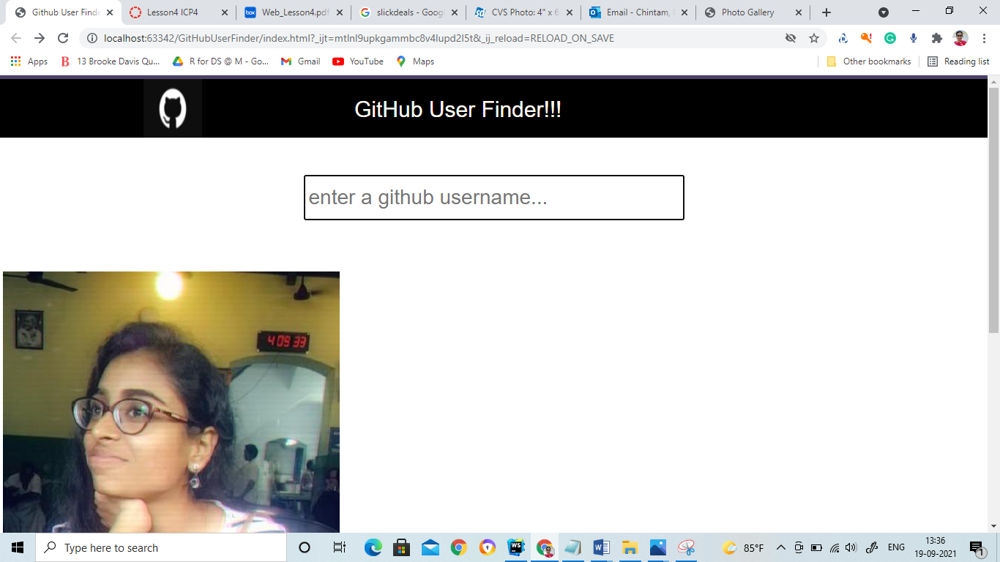 Github User Finde
Lesson4 ICP4
Web_Lesson4.pdf
slickdeals - Goog
CVS Photo: 4" x 6
Email - Chintam,
Photo Gallery
localhost:63342/GitHubUserFinder/index.html?_ijt=mtlnl9upkgammbc8v4lupd2l5t&_ij_reload=RELOAD_ON_SAVE
Apps
13 Brooke Davis Qu...
R for DS @ M - Go...
Gmail
YouTube
Maps
Other bookmarks
Reading list
GitHub User Finder!!!
enter a github username...
4 09 33
Type here to search
85°F
ENG
13:36
19-09-2021
1